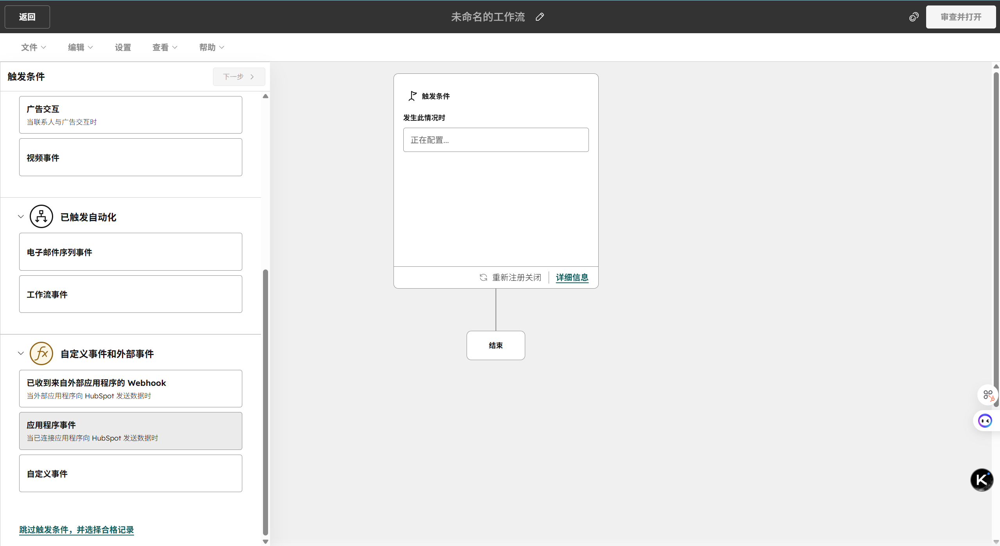 返回
未命名的工作流
审查并打开
文件
编辑
设置
查看
帮助
触发条件
下一步
广告交互
当联系人与广告交互时
视频事件
已触发自动化
电子邮件序列事件
工作流事件
自定义事件和外部事件
已收到来自外部应用程序的 Webhook
当外部应用程序向 HubSpot 发送数据时
应用程序事件
当已连接应用程序向 HubSpot 发送数据时
自定义事件
跳过触发条件，并选择合格记录
触发条件
发生此情况时
正在配置...
重新注册关闭
详细信息
结束
K